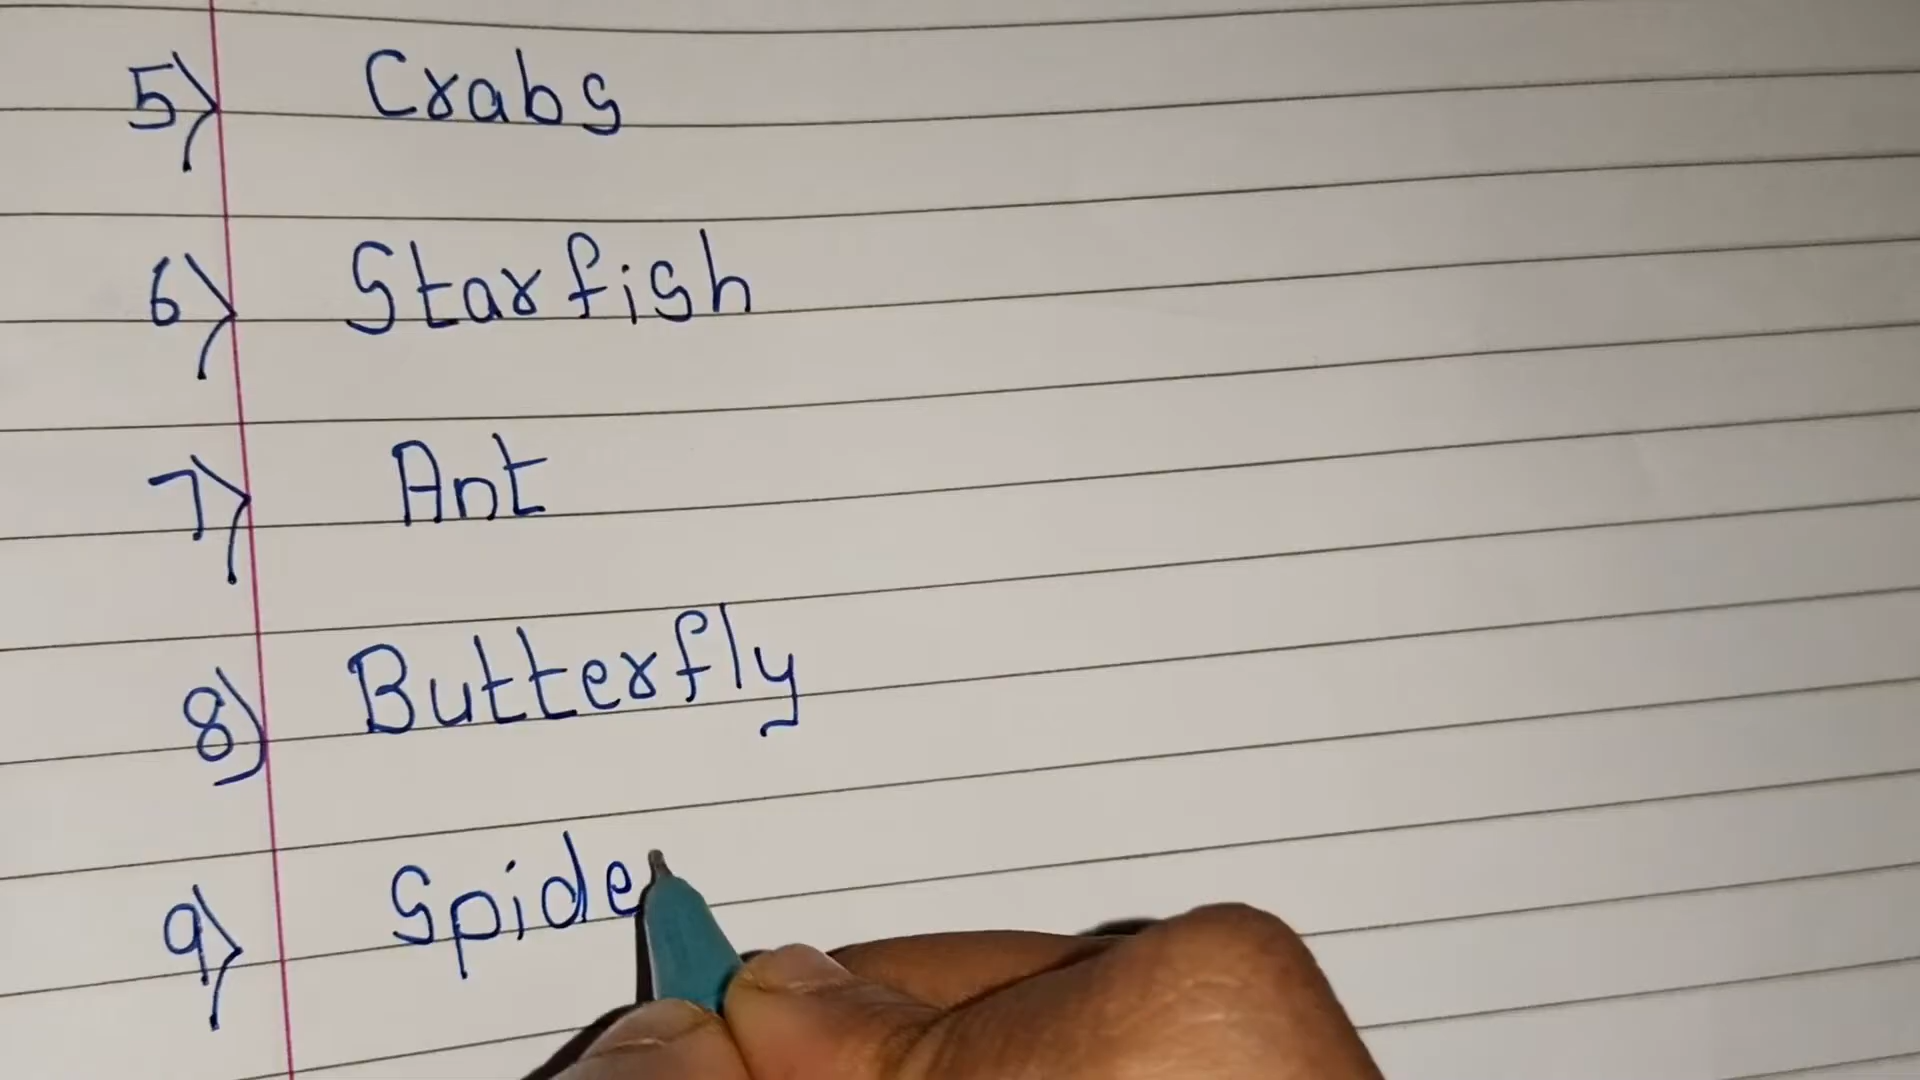 5) Crabs
6) Starfish
7) Ant
8) Butterfly
9) Spide